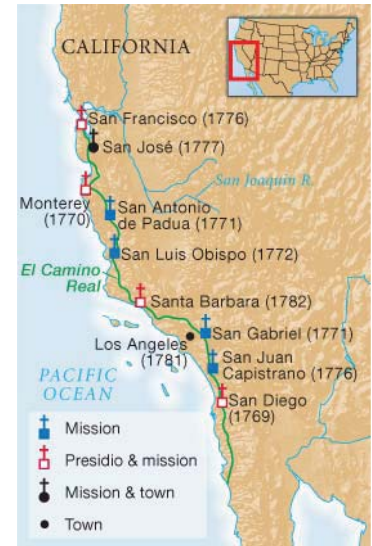 CALIFORNIA
San Francisco (1776)
San José (1777)
San Joaquin R.
Monterey
(1770)
San Antonio
de Padua (1771)
San Luis Obispo (1772)
El Camino
Real
Santa Barbara (1782)
San Gabriel (1771)
Los Angeles
(1781)
San Juan
Capistrano (1776)
PACIFIC
OCEAN
San Diego
(1769)
Mission
Presidio & mission
Mission & town
Town